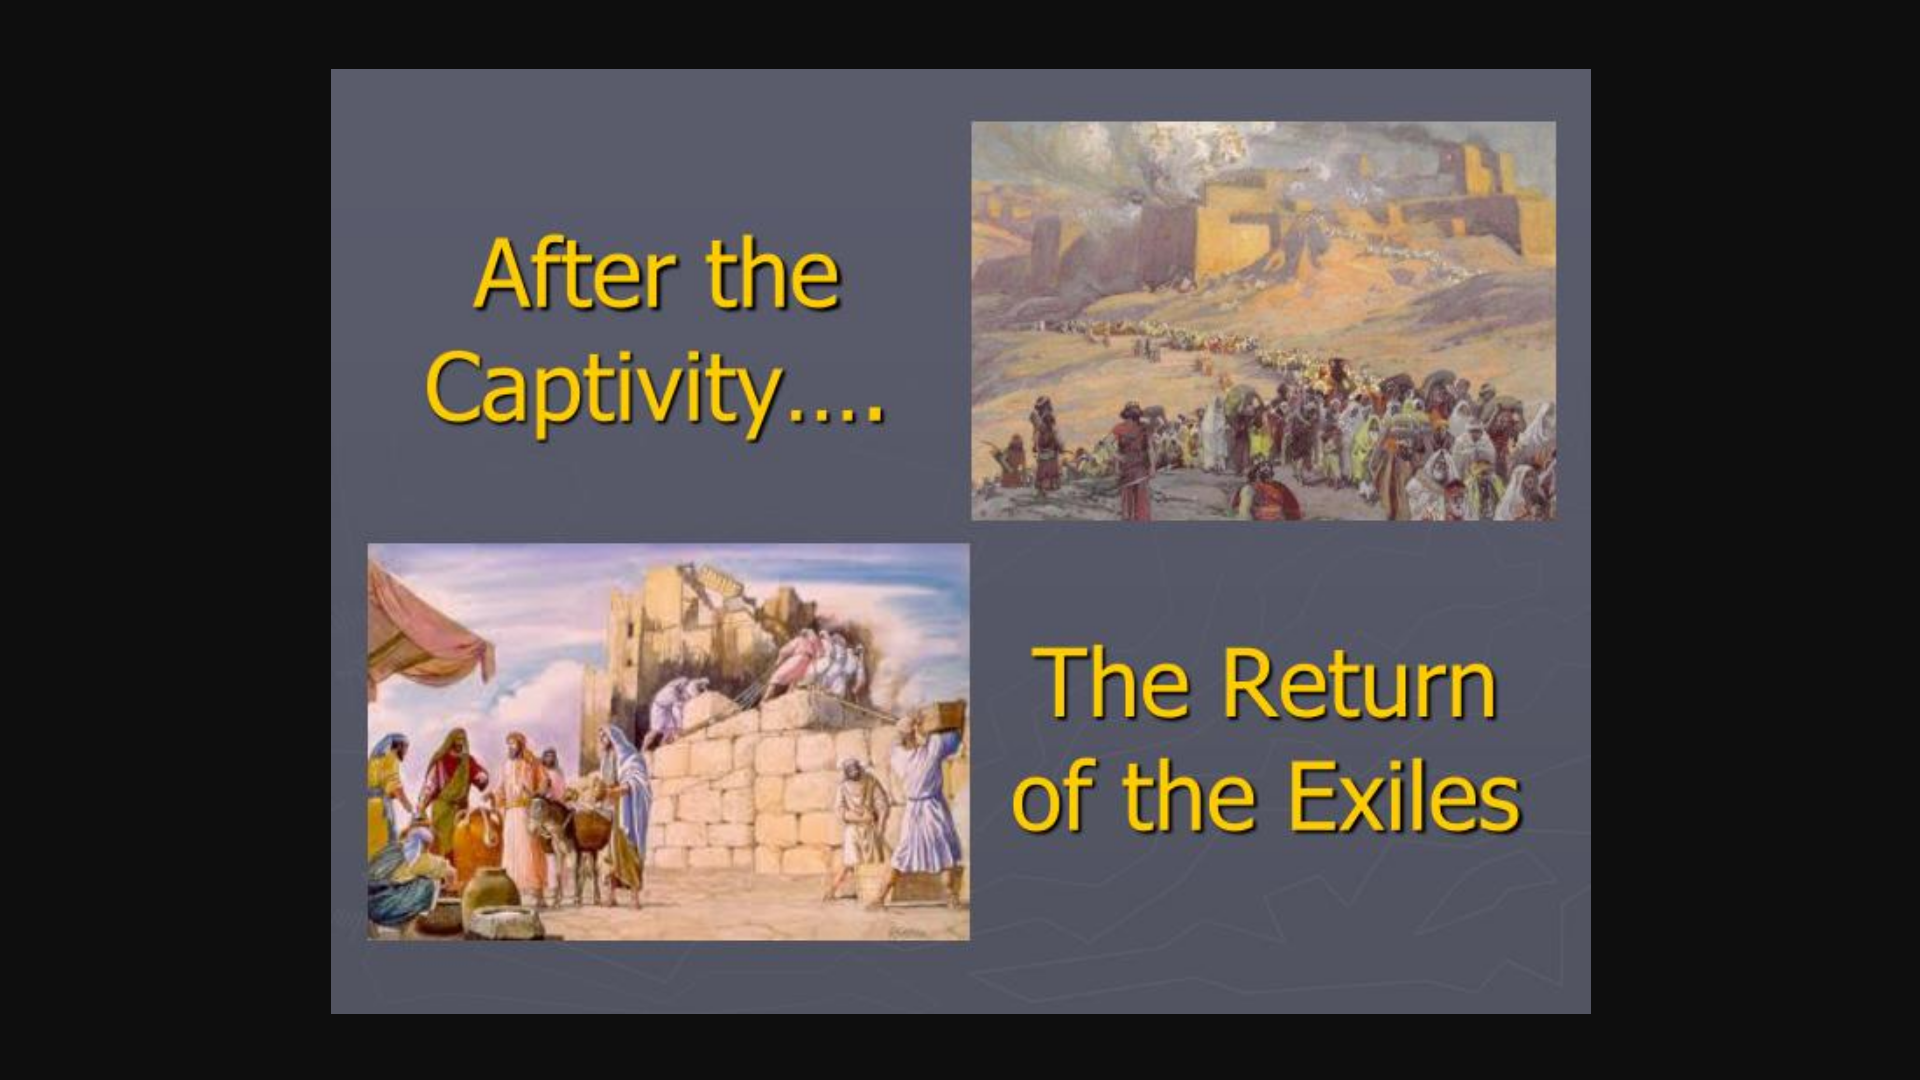 After the
Captivity....
The Return
of the Exiles